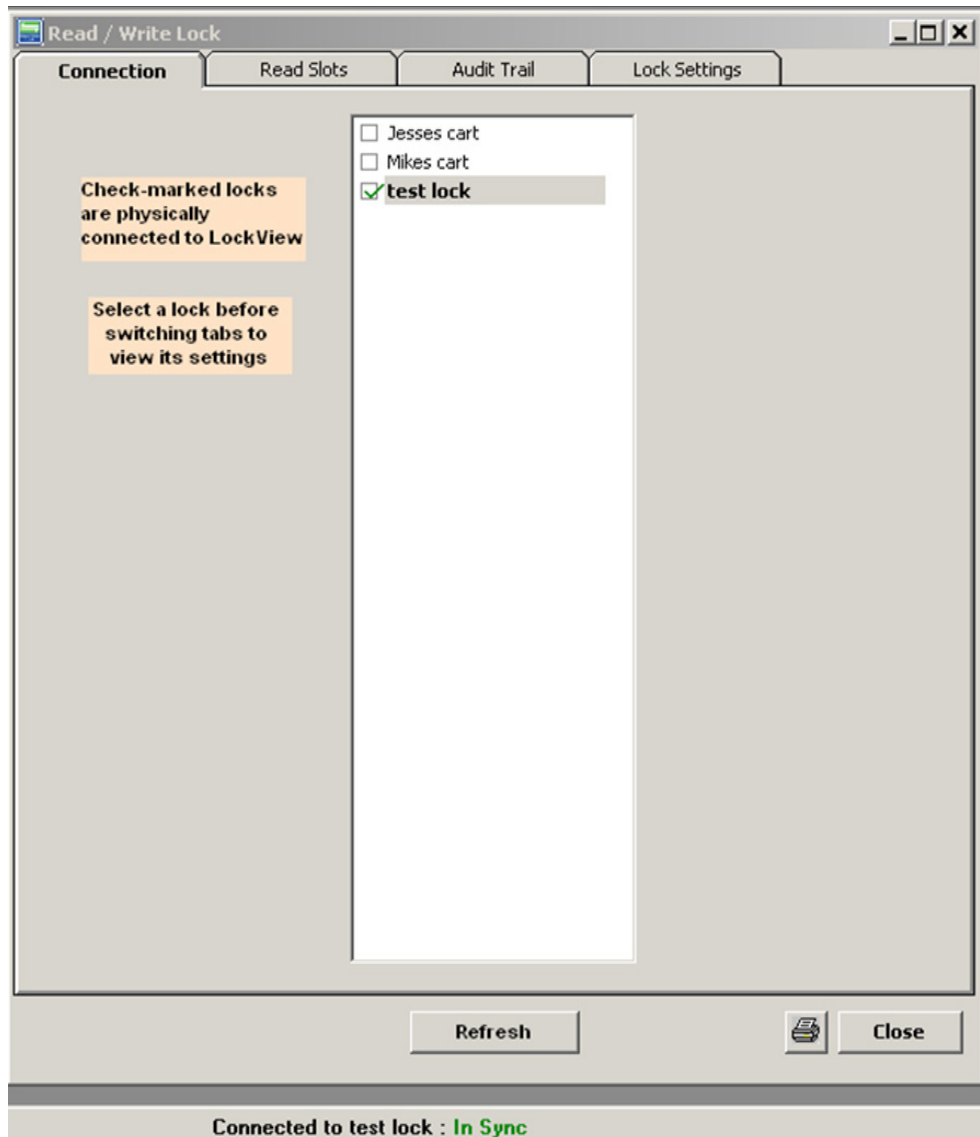 Read / Write Lock
Connection
Read Slots
Audit Trail
Lock Settings
Jesses cart
Mikes cart
test lock
Check-marked locks
are physically
connected to LockView
Select a lock before
switching tabs to
view its settings
Refresh
Close
Connected to test lock : In Sync